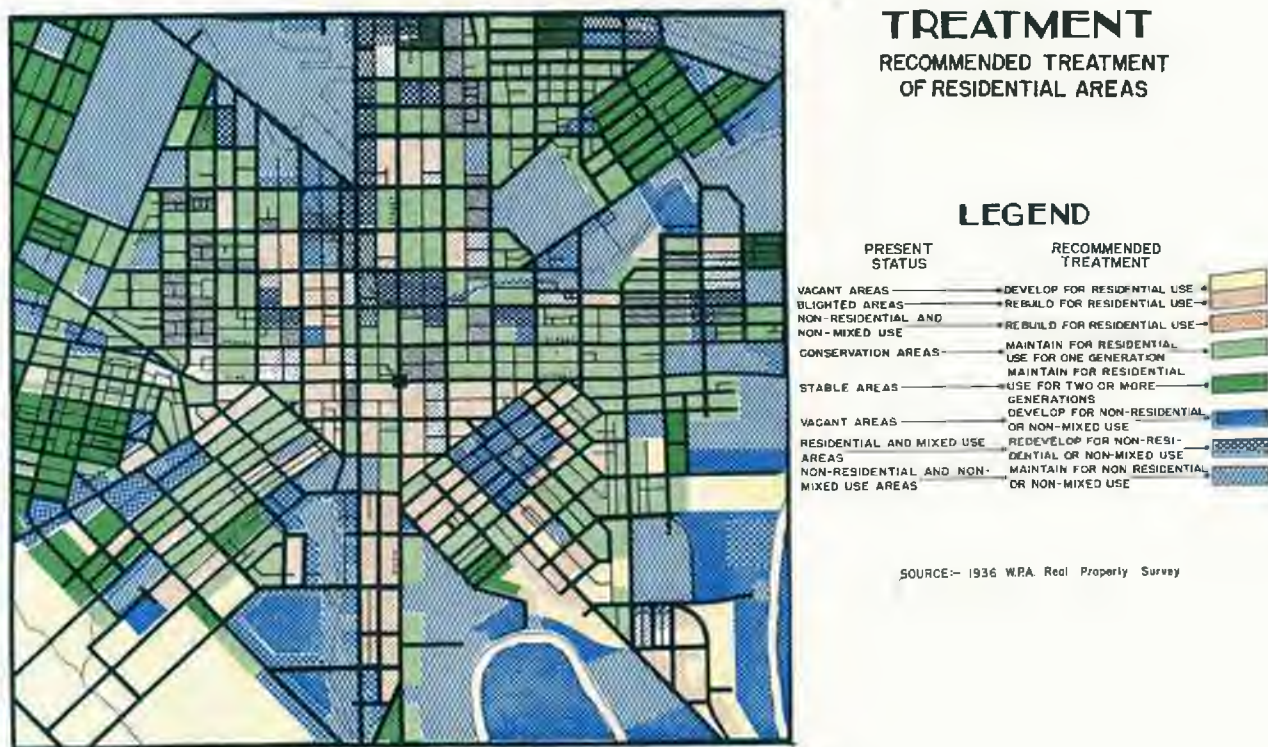 TREATMENT
RECOMMENDED TREATMENT
OF RESIDENTIAL AREAS
LEGEND
PRESENT
STATUS
RECOMMENDED
TREATMENT
VACANT AREAS DEVELOP FOR RESIDENTIAL USE
BLIGHTED AREAS REBUILD FOR RESIDENTIAL USE
NON-RESIDENTIAL AND
NON-MIXED USE REBUILD FOR RESIDENTIAL USE
CONSERVATION AREAS MAINTAIN FOR RESIDENTIAL
USE FOR ONE GENERATION
STABLE AREAS MAINTAIN FOR RESIDENTIAL
USE FOR TWO OR MORE
GENERATIONS
VACANT AREAS DEVELOP FOR NON-RESIDENTIAL
OR NON-MIXED USE
RESIDENTIAL AND MIXED USE
AREAS
REDEVELOP FOR NON-RESI-
DENTIAL OR NON-MIXED USE
NON-RESIDENTIAL AND NON-
MIXED USE AREAS
MAINTAIN FOR NON RESIDENTIAL
OR NON-MIXED USE
SOURCE:- 1936 W.P.A. Real Property Survey